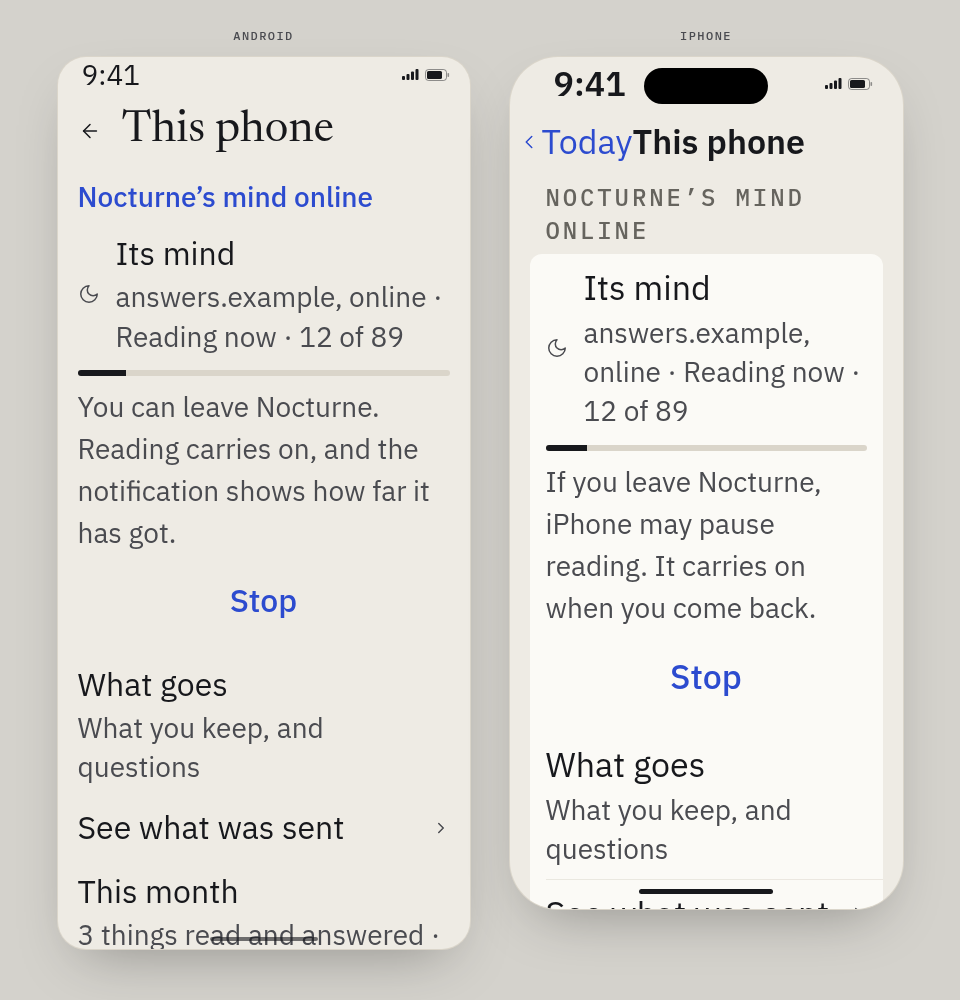 ANDROID
9:41
This phone
Nocturne’s mind online
Its mind
answers.example, online ·
Reading now · 12 of 89
You can leave Nocturne.
Reading carries on, and the
notification shows how far it
has got.
Stop
What goes
What you keep, and
questions
See what was sent
This month
3 things read and answered ·
IPHONE
9:41
Today
This phone
NOCTURNE’S MIND
ONLINE
Its mind
answers.example,
online · Reading now ·
12 of 89
If you leave Nocturne,
iPhone may pause
reading. It carries on
when you come back.
Stop
What goes
What you keep, and
questions
See what was sent